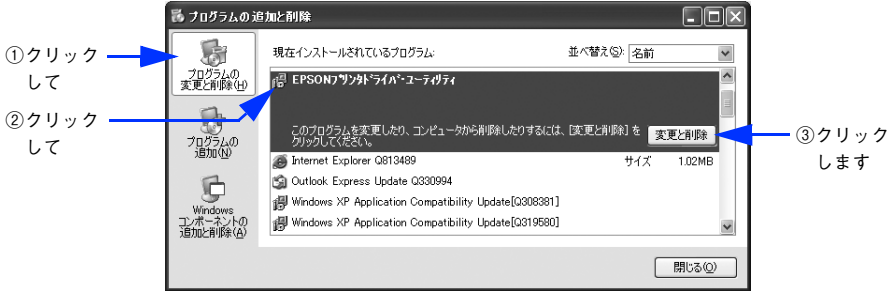 プログラムの追加と削除
①クリック
して
プログラムの
変更と削除(H)
現在インストールされているプログラム:
並べ替え(S):
名前
EPSONプリンタドライバ・ユーティリティ
②クリック
して
このプログラムを変更したり、コンピュータから削除したりするには、[変更と削除] を
クリックしてください。
変更と削除
③クリック
します
プログラムの
追加(N)
Internet Explorer Q813489
サイズ
1.02MB
Outlook Express Update Q330994
Windows XP Application Compatibility Update[Q308381]
Windows XP Application Compatibility Update[Q319580]
Windows
コンポーネントの
追加と削除(A)
閉じる(O)